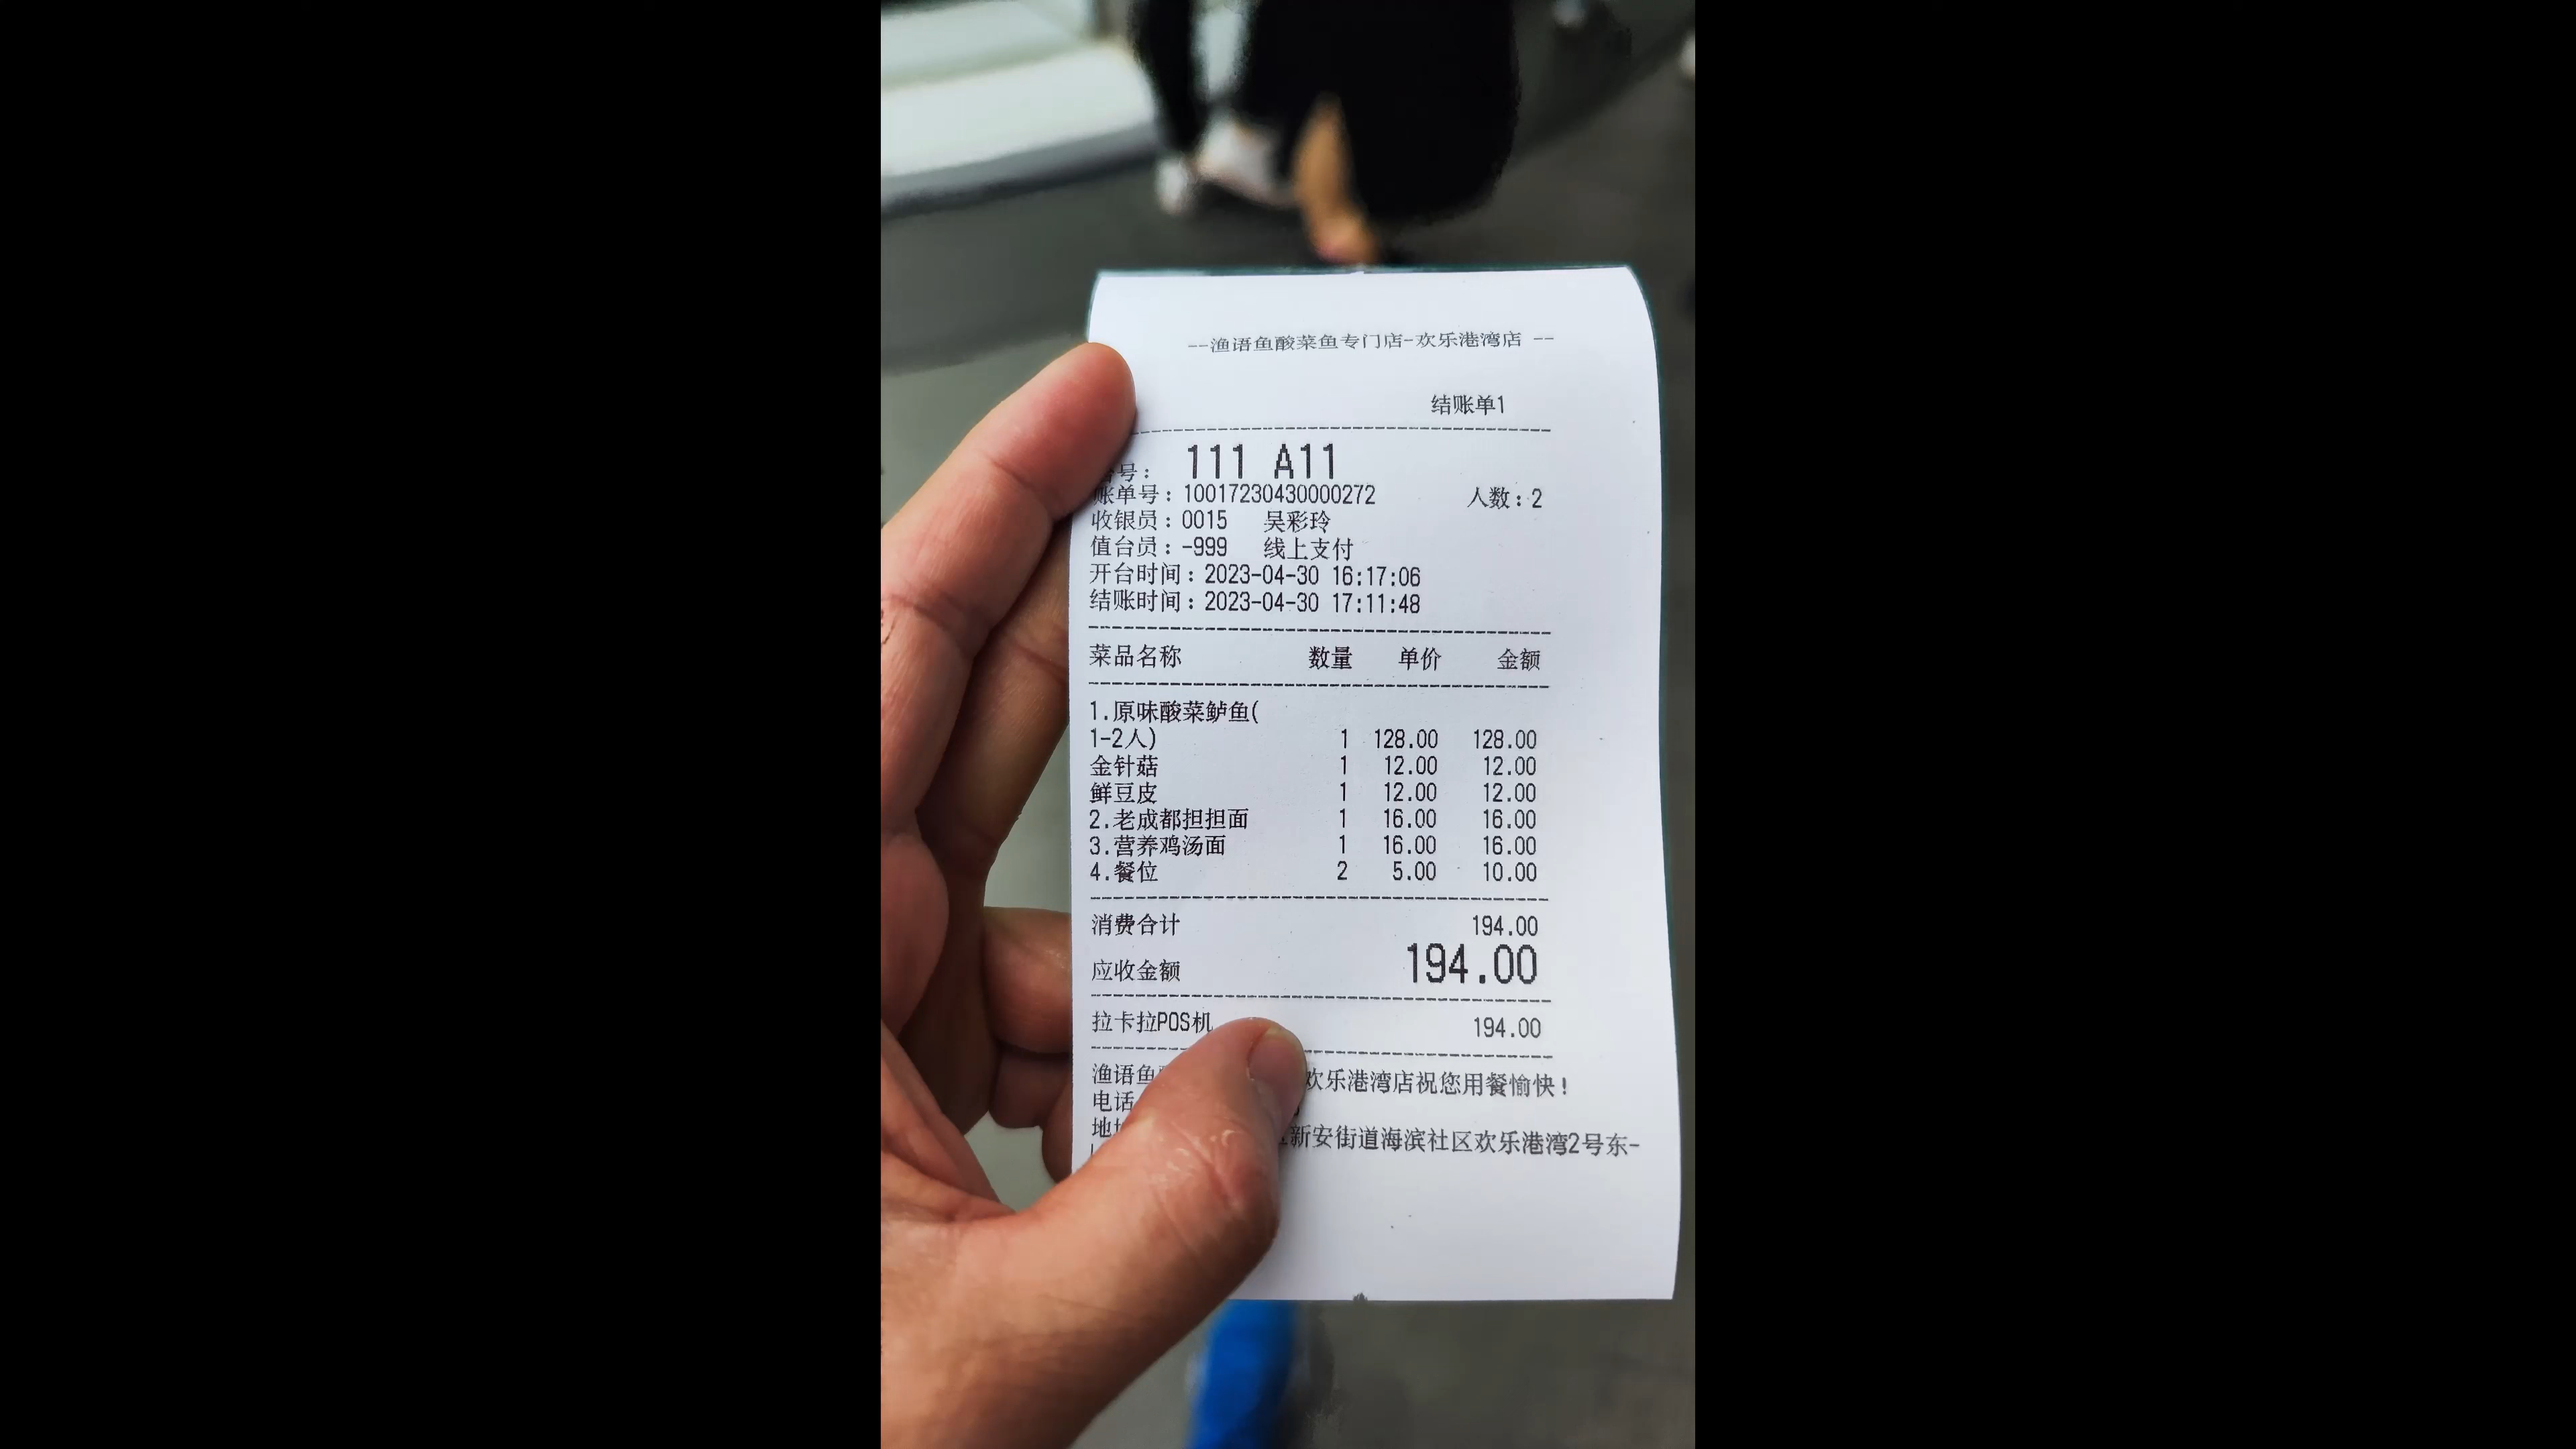 --渔语鱼酸菜鱼专门店-欢乐港湾店 --
结账单1
号: 111 A11
账单号:10017230430000272 人数:2
收银员:0015 吴彩玲
值台员:-999 线上支付
开台时间:2023-04-30 16:17:06
结账时间:2023-04-30 17:11:48
菜品名称 数量 单价 金额
1.原味酸菜鲈鱼(
1-2人) 1 128.00 128.00
金针菇 1 12.00 12.00
鲜豆皮 1 12.00 12.00
2.老成都担担面 1 16.00 16.00
3.营养鸡汤面 1 16.00 16.00
4.餐位 2 5.00 10.00
消费合计 194.00
应收金额 194.00
拉卡拉POS机 194.00
渔语鱼 欢乐港湾店祝您用餐愉快!
电话
地 新安街道海滨社区欢乐港湾2号东-